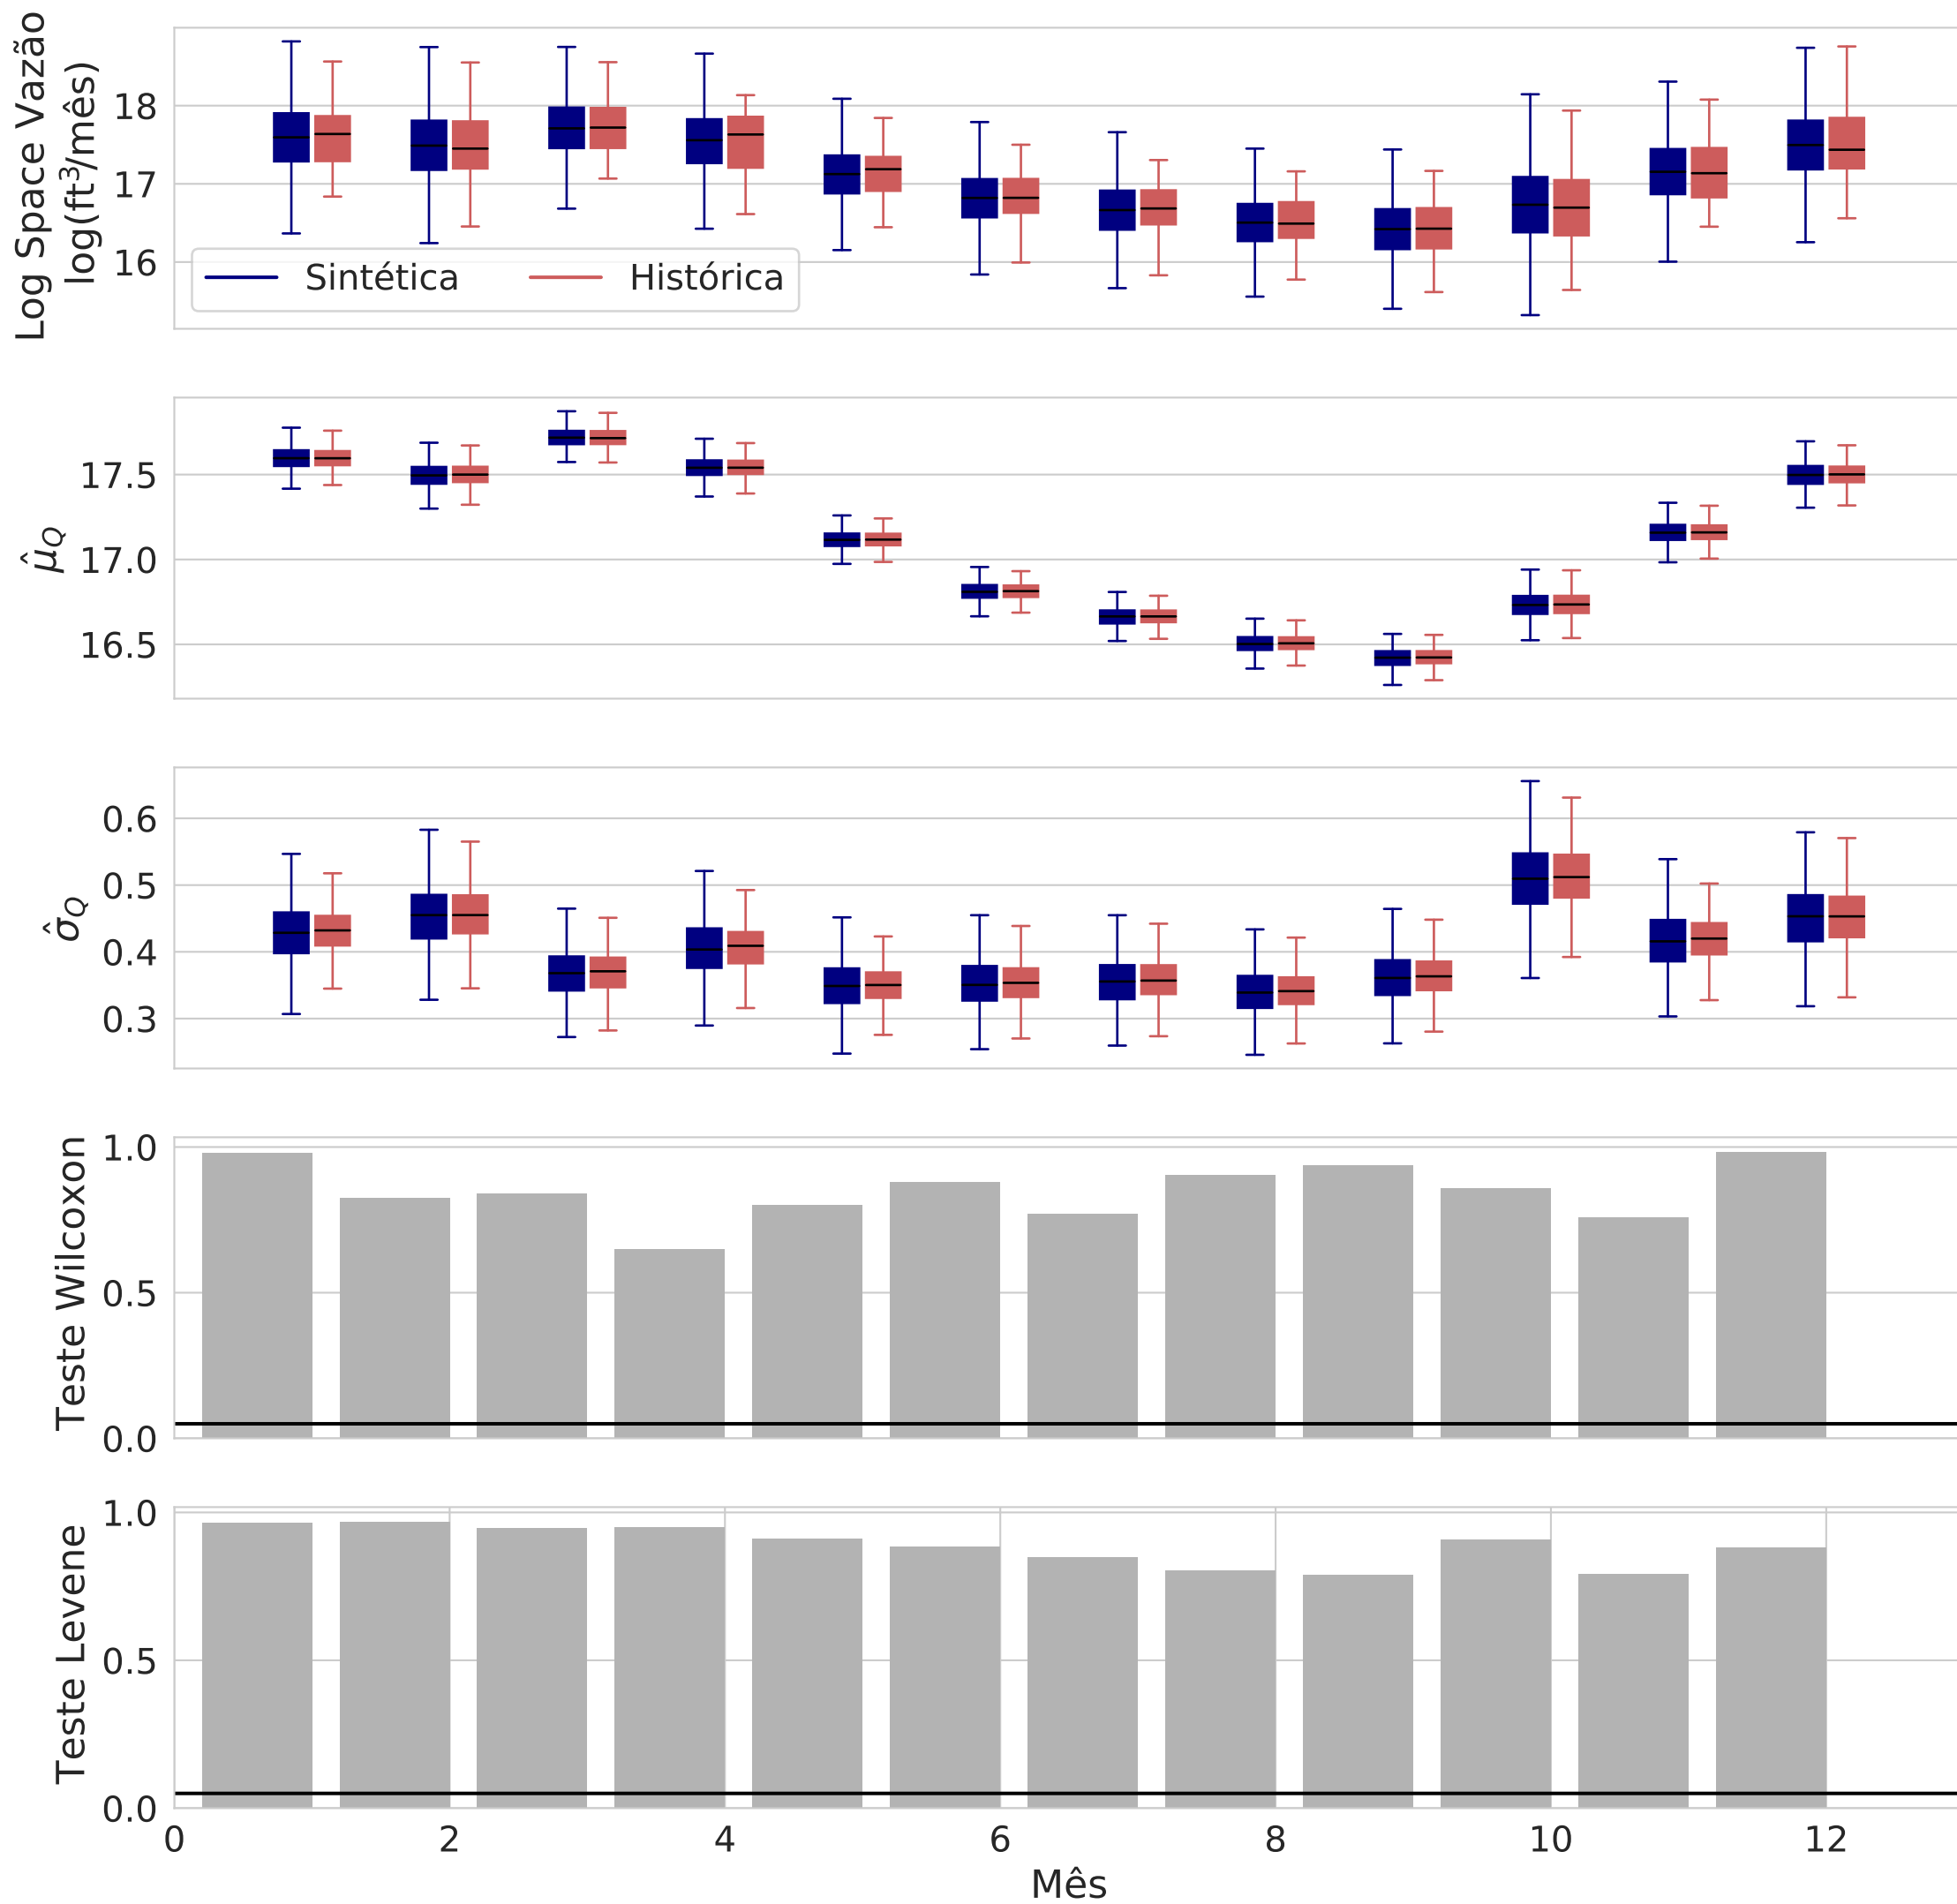 Log Space Vazão
log(ft³/mês)
18
17
16
Sintética
Histórica
μ̂Q
17.5
17.0
16.5
σ̂Q
0.6
0.5
0.4
0.3
Teste Wilcoxon
1.0
0.5
0.0
Teste Levene
1.0
0.5
0.0
0 2 4 6 8 10 12
Mês